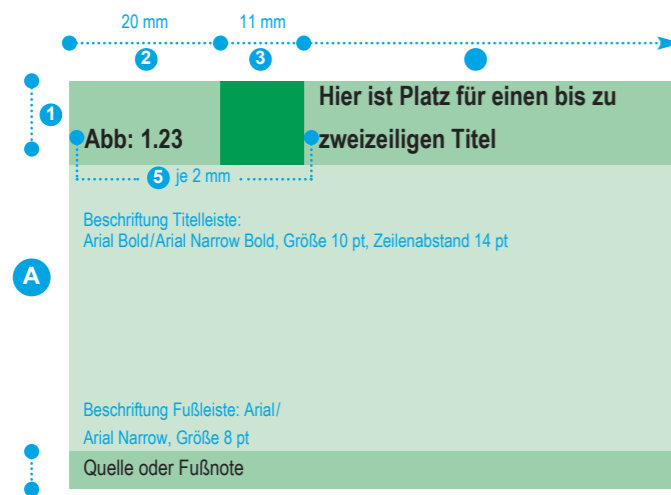 20 mm 11 mm
2 3
1
Hier ist Platz für einen bis zu
Abb: 1.23 zweizeiligen Titel
5 je 2 mm
Beschriftung Titelleiste:
Arial Bold/Arial Narrow Bold, Größe 10 pt, Zeilenabstand 14 pt
A
Beschriftung Fußleiste: Arial/
Arial Narrow, Größe 8 pt
Quelle oder Fußnote